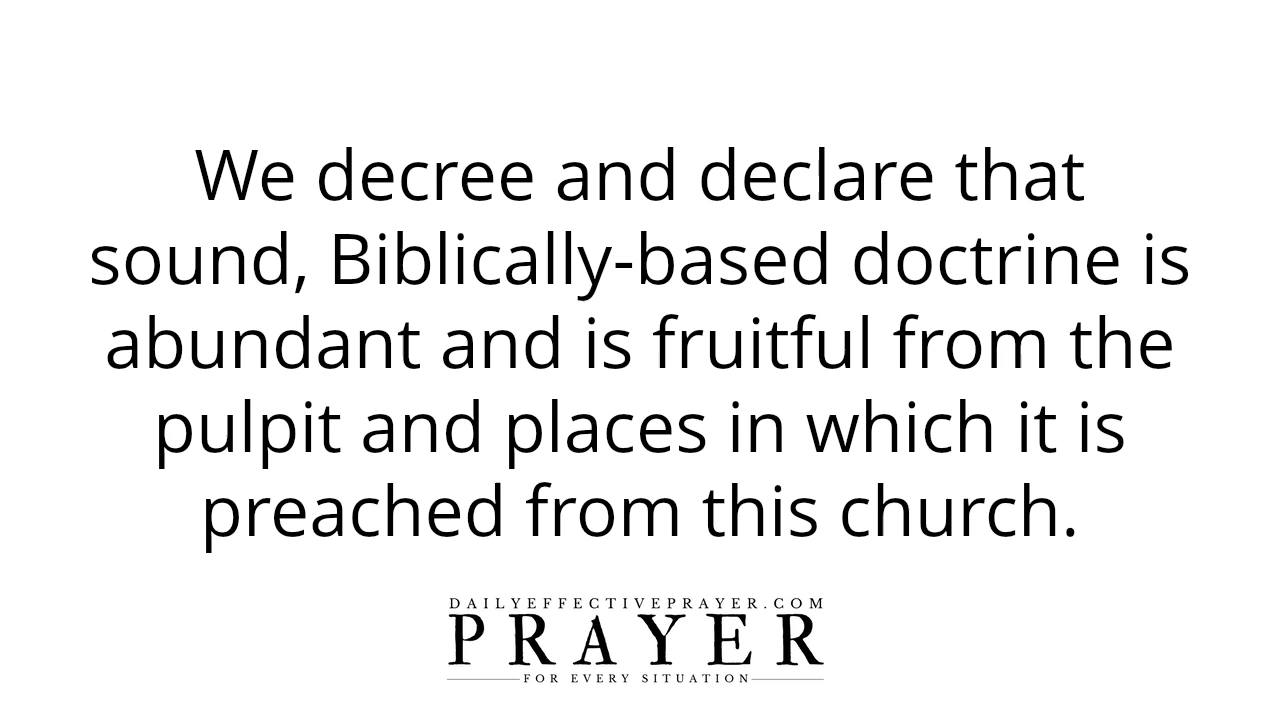 We decree and declare that
sound, Biblically-based doctrine is
abundant and is fruitful from the
pulpit and places in which it is
preached from this church.
DAILYEFFECTIVEPRAYER.COM
PRAYER
FOR EVERY SITUATION